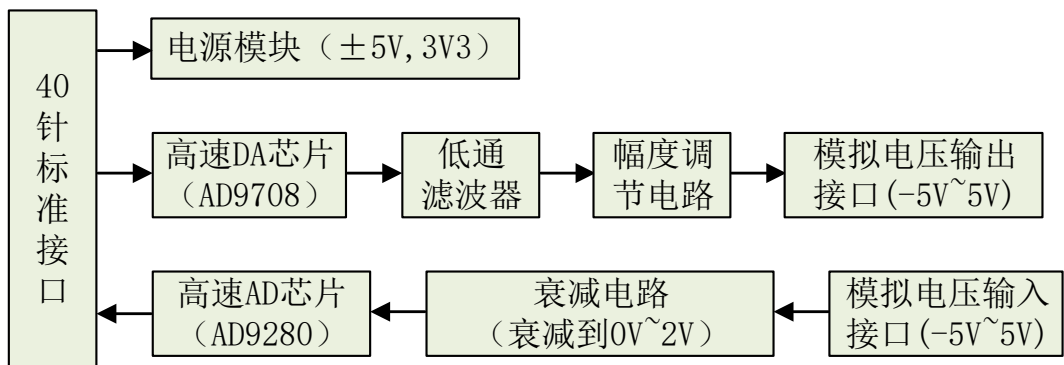 40
针
标
准
接
口
电源模块（±5V,3V3）
高速DA芯片
（AD9708）
低通
滤波器
幅度调
节电路
模拟电压输出
接口(-5V~5V)
高速AD芯片
（AD9280）
衰减电路
（衰减到0V~2V）
模拟电压输入
接口(-5V~5V)